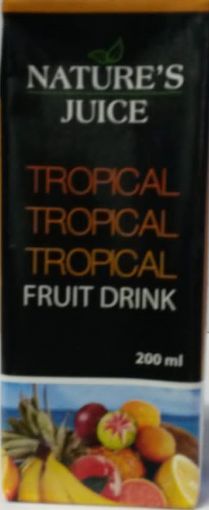 NATURE'S
JUICE
TROPICAL
TROPICAL
TROPICAL
FRUIT DRINK
200 ml